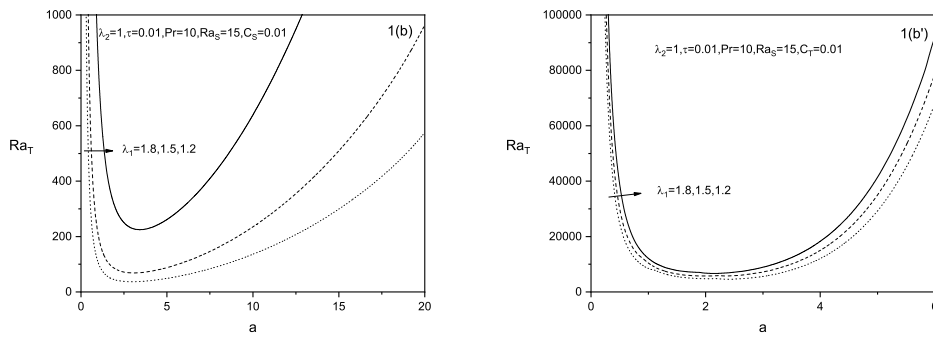 1(b)
λ₂=1,τ=0.01,Pr=10,Ra_S=15,C_S=0.01
λ₁=1.8,1.5,1.2
Ra_T
1000
800
600
400
200
0
0 5 10 15 20
a
1(b')
λ₂=1,τ=0.01,Pr=10,Ra_S=15,C_T=0.01
λ₁=1.8,1.5,1.2
Ra_T
100000
80000
60000
40000
20000
0
0 2 4 6
a